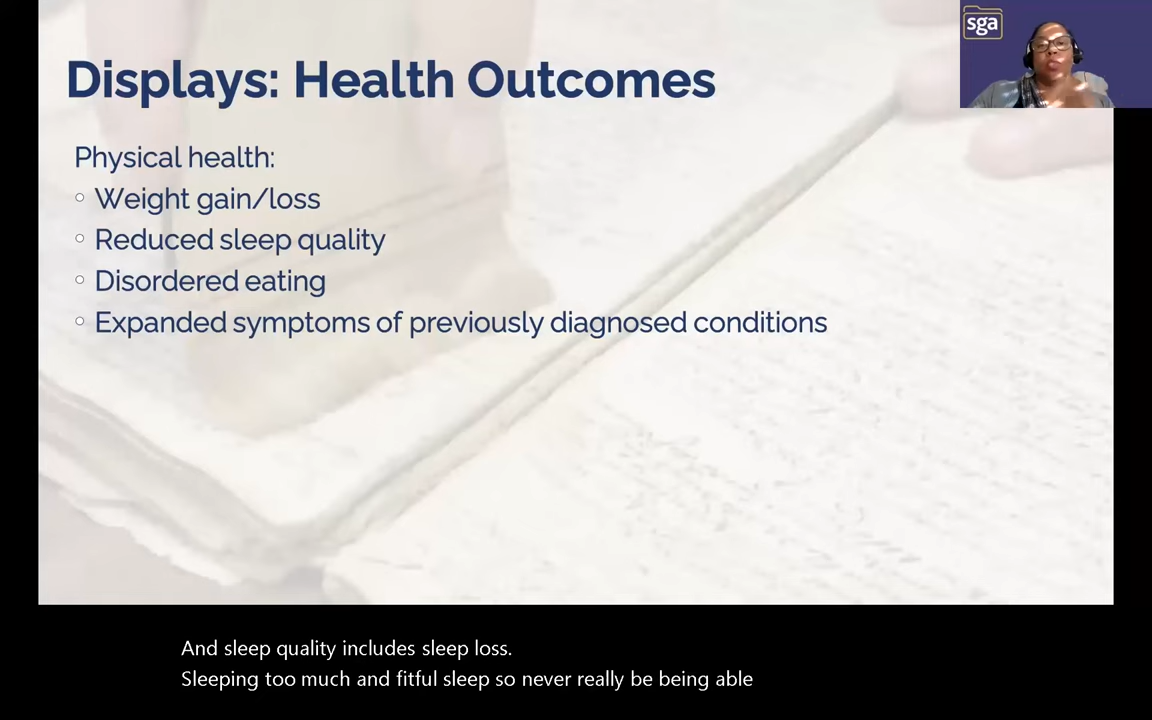 Displays: Health Outcomes
sga
Physical health:
Weight gain/loss
Reduced sleep quality
Disordered eating
Expanded symptoms of previously diagnosed conditions
And sleep quality includes sleep loss.
Sleeping too much and fitful sleep so never really be being able